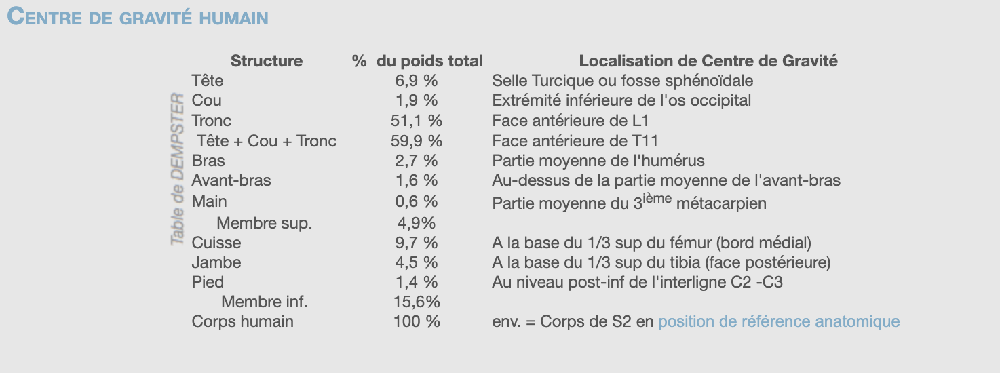 CENTRE DE GRAVITÉ HUMAIN
Structure % du poids total Localisation de Centre de Gravité
Tête 6,9 % Selle Turcique ou fosse sphénoïdale
Cou 1,9 % Extrémité inférieure de l'os occipital
Tronc 51,1 % Face antérieure de L1
Tête + Cou + Tronc 59,9 % Face antérieure de T11
Bras 2,7 % Partie moyenne de l'humérus
Avant-bras 1,6 % Au-dessus de la partie moyenne de l'avant-bras
Main 0,6 % Partie moyenne du 3ième métacarpien
Membre sup. 4,9%
Cuisse 9,7 % A la base du 1/3 sup du fémur (bord médial)
Jambe 4,5 % A la base du 1/3 sup du tibia (face postérieure)
Pied 1,4 % Au niveau post-inf de l'interligne C2 -C3
Membre inf. 15,6%
Corps humain 100 % env. = Corps de S2 en position de référence anatomique
Table de DEMPSTER